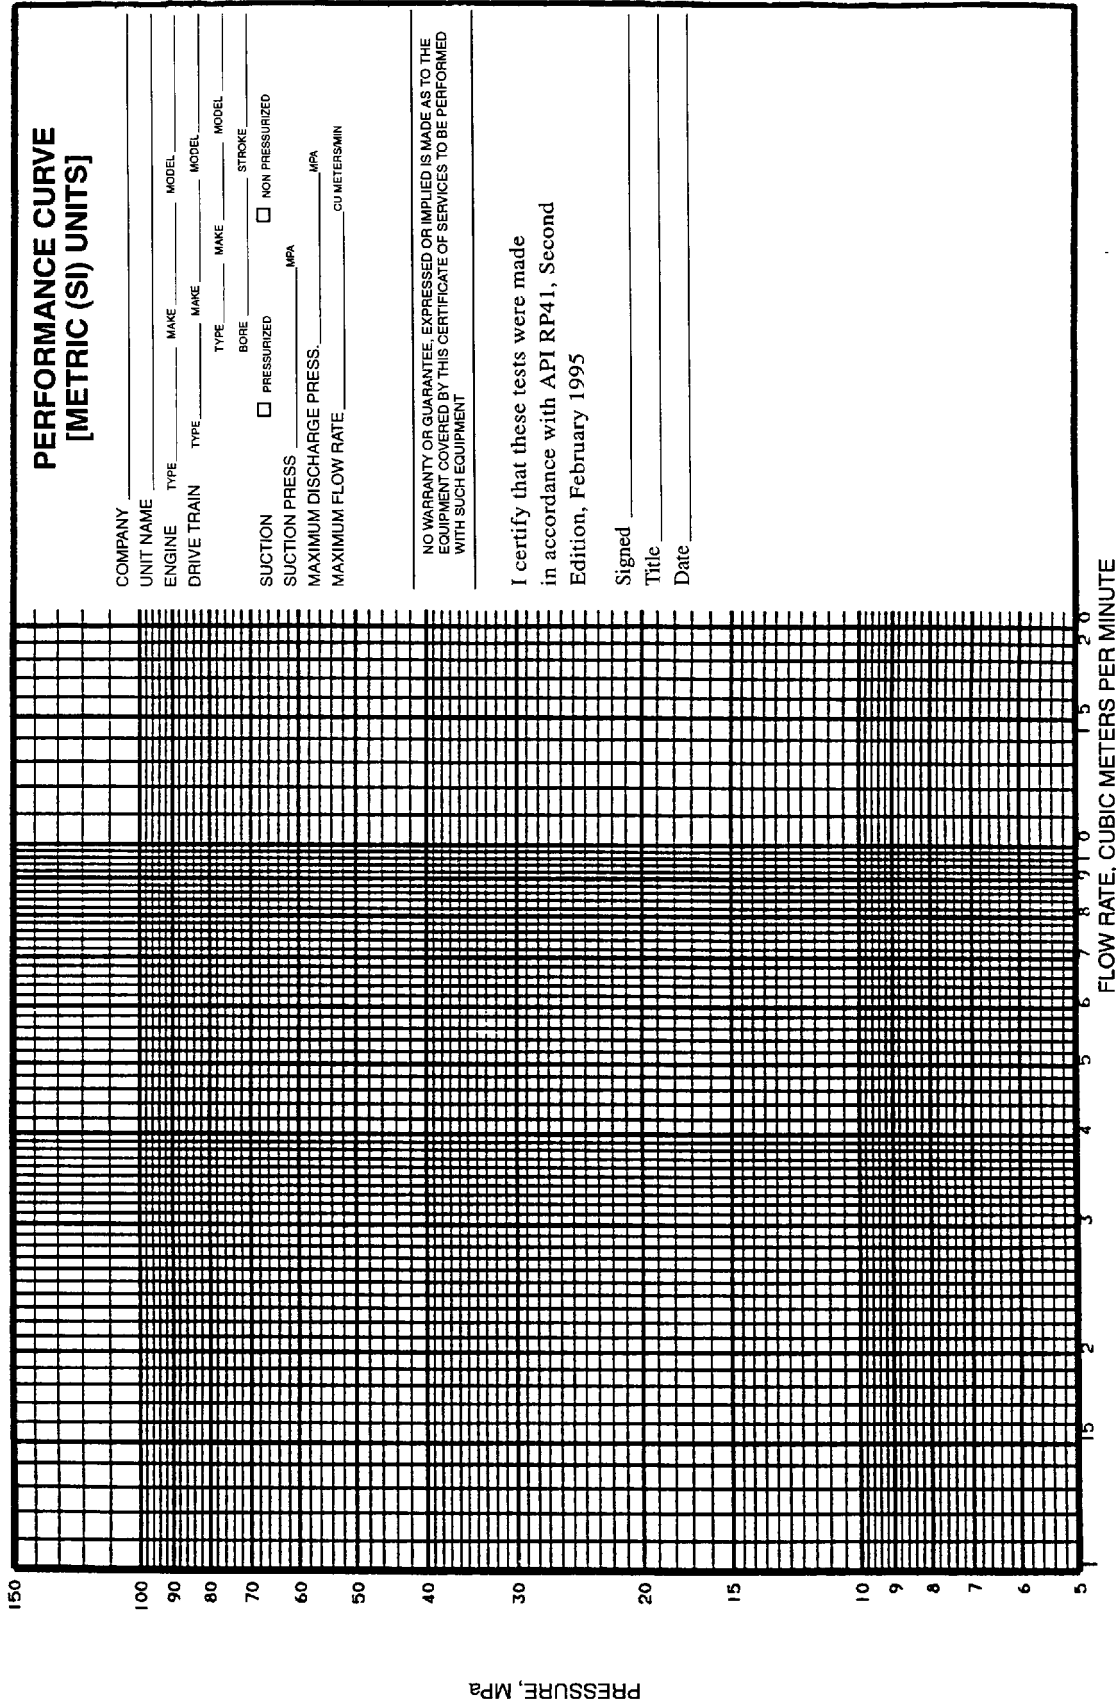 PERFORMANCE CURVE
[METRIC (SI) UNITS]
COMPANY
UNIT NAME
ENGINE TYPE MAKE MODEL
DRIVE TRAIN TYPE MAKE MODEL
TYPE MAKE MODEL
BORE STROKE
SUCTION PRESSURIZED NON PRESSURIZED
SUCTION PRESS MPA
MAXIMUM DISCHARGE PRESS. MPA
MAXIMUM FLOW RATE CU METERS/MIN
NO WARRANTY OR GUARANTEE, EXPRESSED OR IMPLIED IS MADE AS TO THE
EQUIPMENT COVERED BY THIS CERTIFICATE OF SERVICES TO BE PERFORMED
WITH SUCH EQUIPMENT
I certify that these tests were made
in accordance with API RP41, Second
Edition, February 1995
Signed
Title
Date
PRESSURE, MPa
150
100
90
80
70
60
50
40
30
20
15
10
9
8
7
6
5
1 15 2 3 4 5 6 7 8 9 10 15 20
FLOW RATE, CUBIC METERS PER MINUTE